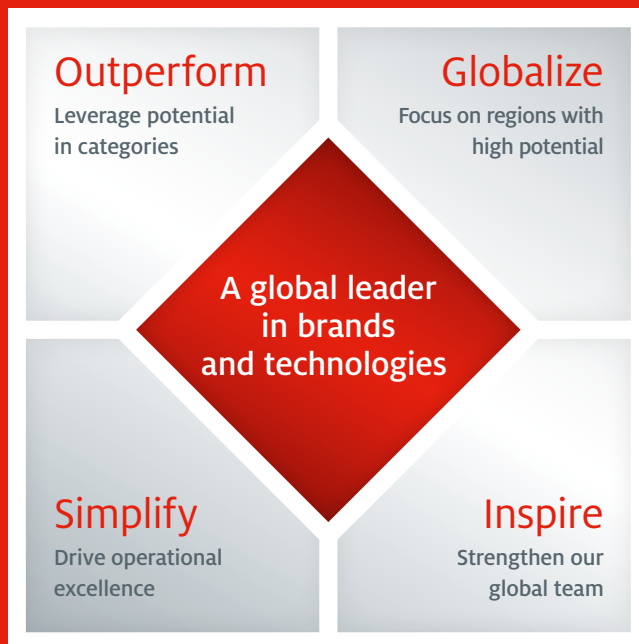 Outperform
Leverage potential
in categories
Globalize
Focus on regions with
high potential
A global leader
in brands
and technologies
Simplify
Drive operational
excellence
Inspire
Strengthen our
global team